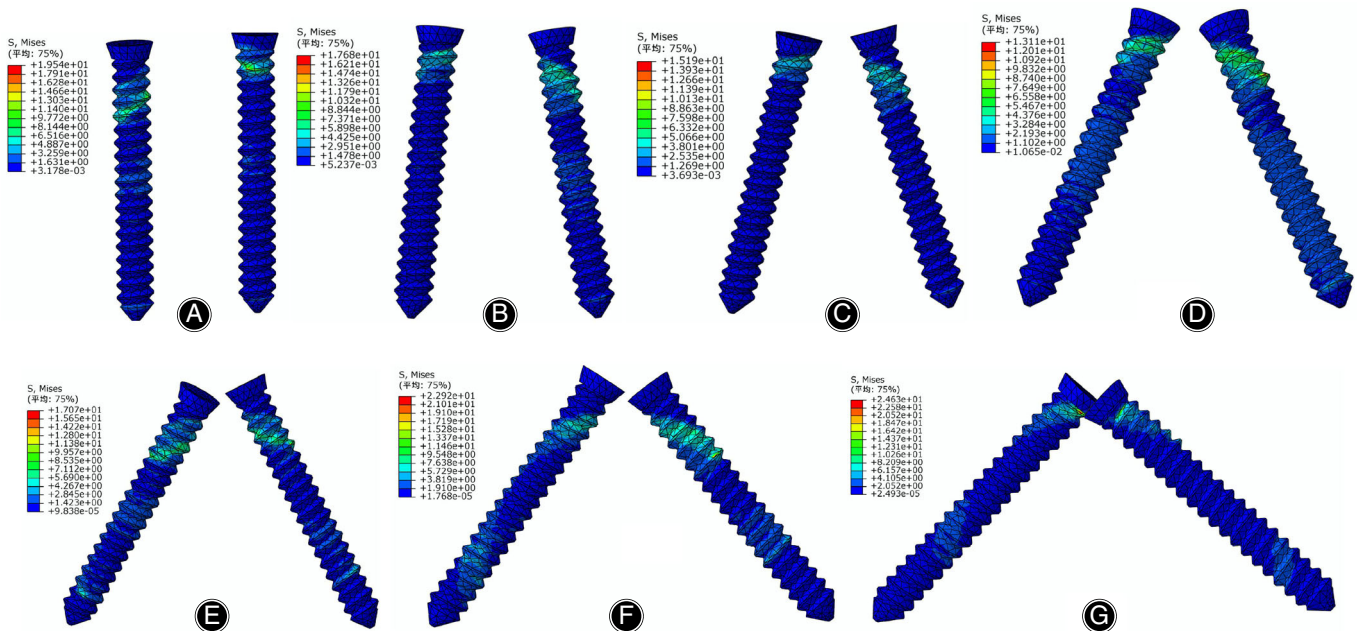 S, Mises
(平均: 75%)
+1.954e+01
+1.791e+01
+1.628e+01
+1.466e+01
+1.303e+01
+1.140e+01
+9.772e+00
+8.144e+00
+6.516e+00
+4.887e+00
+3.259e+00
+1.631e+00
+3.178e-03
A
S, Mises
(平均: 75%)
+1.768e+01
+1.621e+01
+1.474e+01
+1.326e+01
+1.179e+01
+1.032e+01
+8.844e+00
+7.371e+00
+5.898e+00
+4.425e+00
+2.951e+00
+1.478e+00
+5.237e-03
B
S, Mises
(平均: 75%)
+1.519e+01
+1.393e+01
+1.266e+01
+1.139e+01
+1.013e+01
+8.863e+00
+7.598e+00
+6.332e+00
+5.066e+00
+3.801e+00
+2.535e+00
+1.269e+00
+3.693e-03
C
S, Mises
(平均: 75%)
+1.311e+01
+1.201e+01
+1.092e+01
+9.832e+00
+8.740e+00
+7.649e+00
+6.558e+00
+5.467e+00
+4.376e+00
+3.284e+00
+2.193e+00
+1.102e+00
+1.065e-02
D
S, Mises
(平均: 75%)
+1.707e+01
+1.565e+01
+1.422e+01
+1.280e+01
+1.138e+01
+9.957e+00
+8.535e+00
+7.112e+00
+5.690e+00
+4.267e+00
+2.845e+00
+1.423e+00
+9.838e-05
E
S, Mises
(平均: 75%)
+2.292e+01
+2.101e+01
+1.910e+01
+1.719e+01
+1.528e+01
+1.337e+01
+1.146e+01
+9.548e+00
+7.638e+00
+5.729e+00
+3.819e+00
+1.910e+00
+1.768e-05
F
S, Mises
(平均: 75%)
+2.463e+01
+2.258e+01
+2.052e+01
+1.847e+01
+1.642e+01
+1.437e+01
+1.231e+01
+1.026e+01
+8.209e+00
+6.157e+00
+4.105e+00
+2.052e+00
+2.493e-05
G